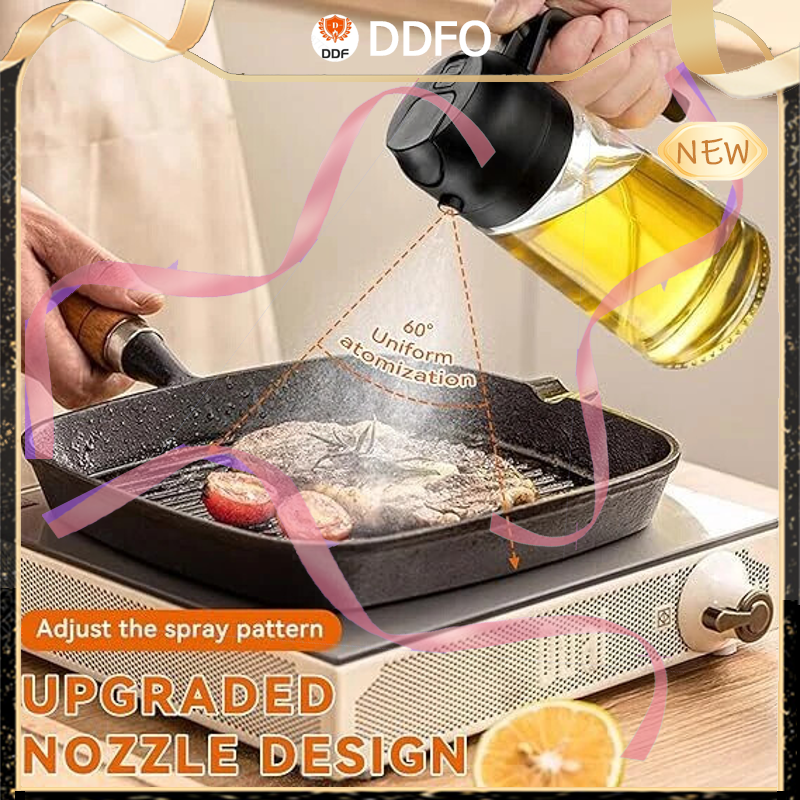 DDF
DDFO
NEW
60°
Uniform
atomization
Adjust the spray pattern
UPGRADED
NOZZLE DESIGN